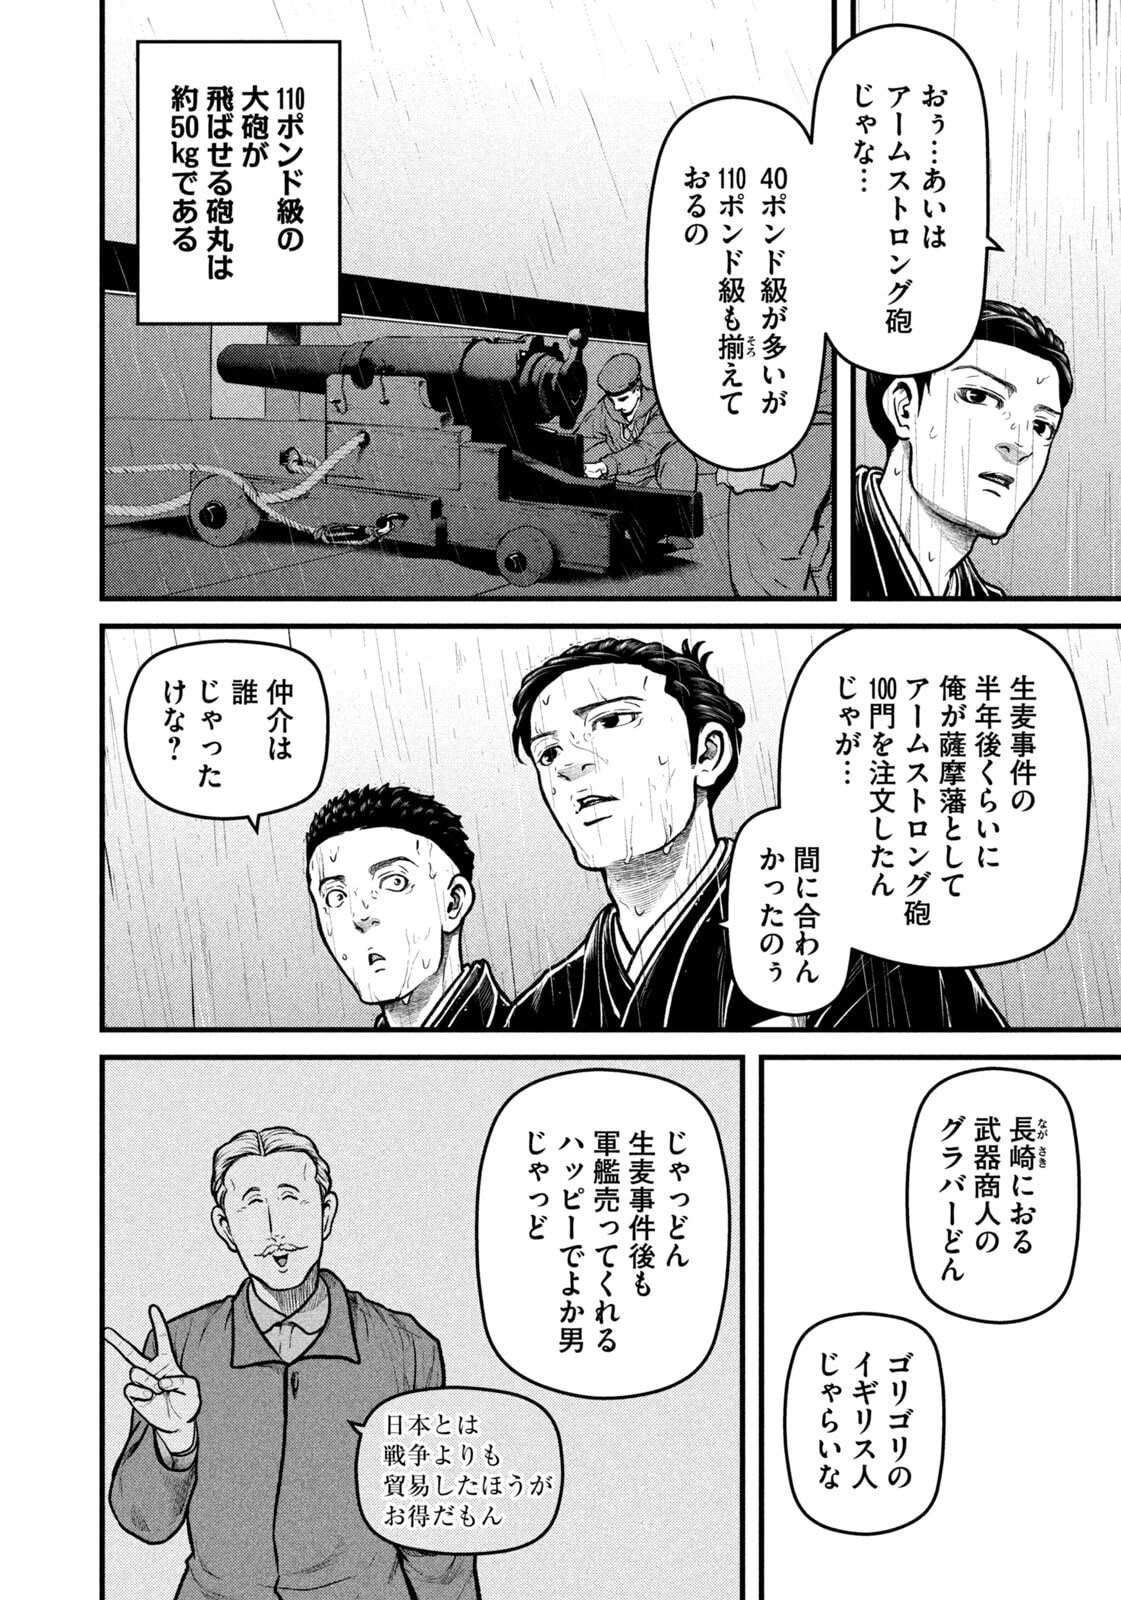 おぅ…あいは
アームストロング砲
じゃな…
40ポンド級が多いが
110ポンド級も揃えて
そろ
おるの
110ポンド級の
大砲が
飛ばせる砲丸は
約50kgである
生麦事件の
半年後くらいに
俺が薩摩藩として
アームストロング砲
100門を注文したん
じゃが…
間に合わん
かったのぅ
仲介は
誰
じゃった
けな?
長崎におる
ながさき
武器商人の
グラバーどん
ゴリゴリの
イギリス人
じゃらいな
じゃっどん
生麦事件後も
軍艦売ってくれる
ハッピーでよか男
じゃっど
日本とは
戦争よりも
貿易したほうが
お得だもん